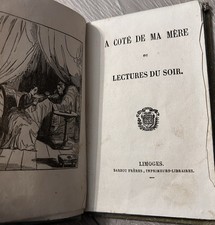 A COTÉ DE MA MÈRE
OU
LECTURES DU SOIR.
LIMOGES.
BARBOU FRÈRES, IMPRIMEURS-LIBRAIRES.